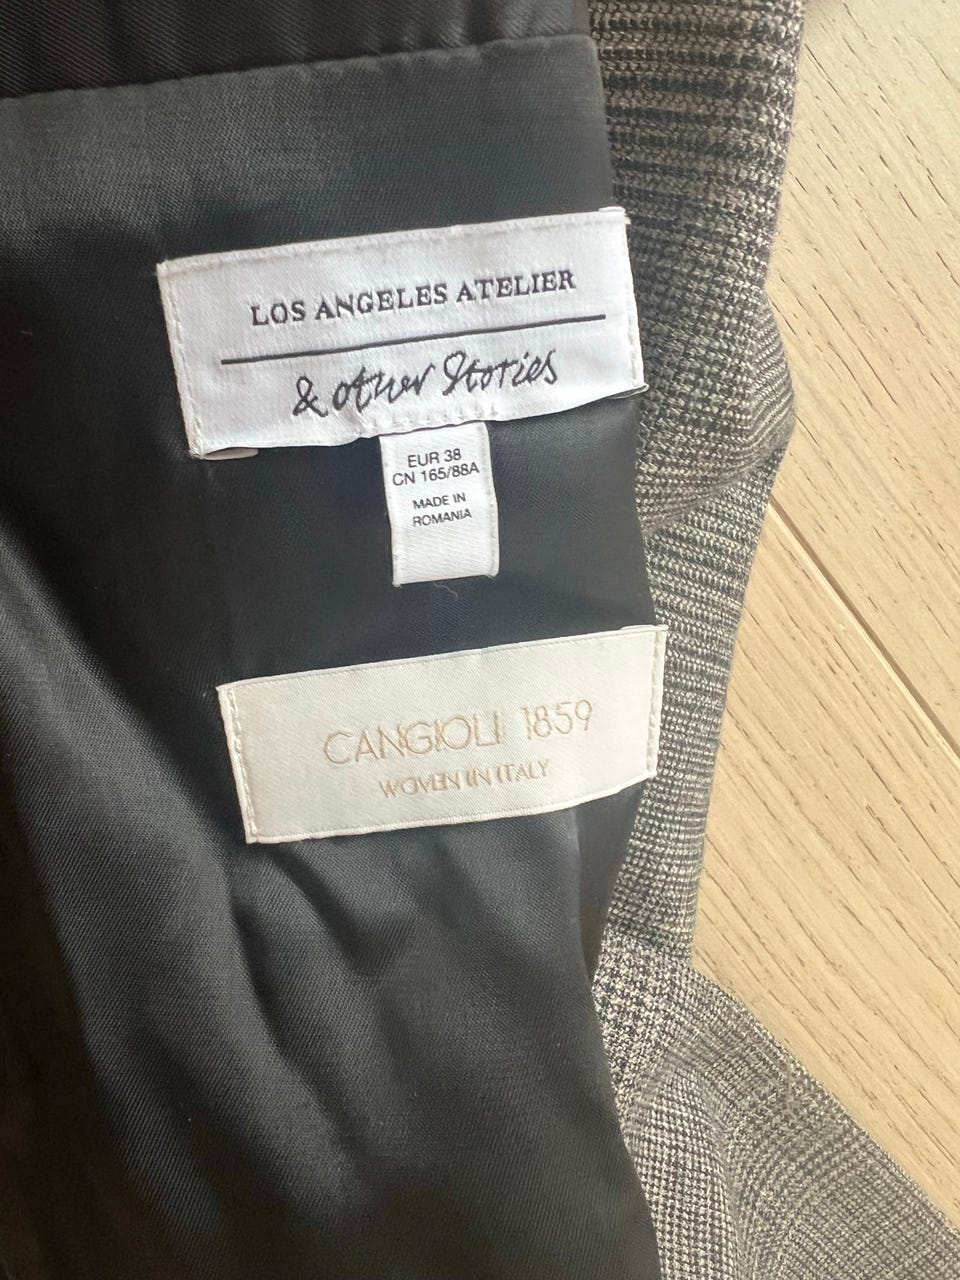 LOS ANGELES ATELIER
& other Stories
EUR 38
CN 165/88A
MADE IN
ROMANIA
CANGIOLI 1859
WOVEN IN ITALY